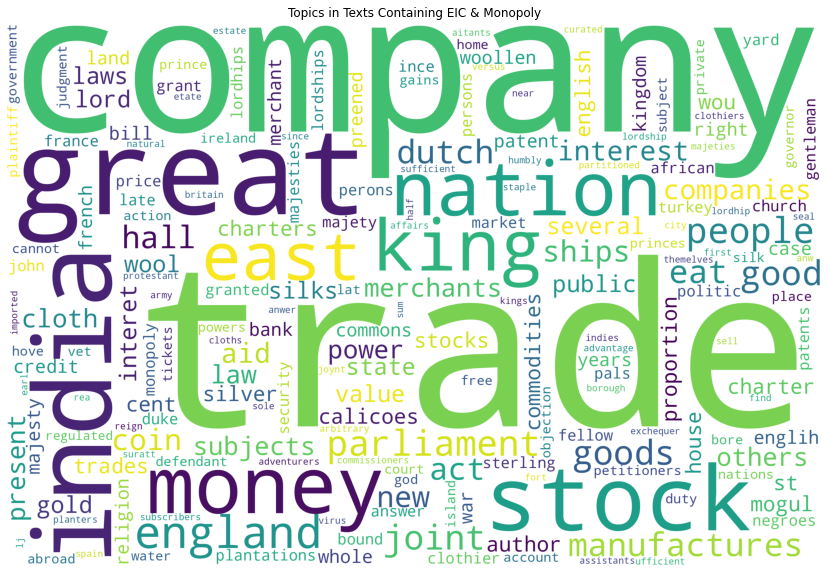 Topics in Texts Containing EIC & Monopoly
company
trade
great
india
nation
king
east
stock
money
england
parliament
joint
manufactures
goods
people
good
eat
hall
dutch
interest
companies
several
ships
silks
merchants
public
act
new
coin
subjects
aid
law
power
state
value
calicoes
silver
commodities
proportion
others
mogul
st
author
present
gold
cloth
wool
credit
laws
lord
bill
land
government
judgment
prince
estate
grant
merchant
lordships
lordhips
home
ince
gains
woollen
preened
aitants
persons
curated
versus
near
english
kingdom
subject
private
yard
wou
right
clothiers
patent
governor
gentleman
plaintiff
france
natural
ireland
since
majesties
humbly
sufficient
african
lordship
majeties
partitioned
staple
price
britain
late
action
french
perons
half
majety
charters
market
affairs
turkey
church
city
lordhip
seal
princes
case
first
anw
silk
themelves
cannot
john
protestant
imported
army
granted
lat
politic
place
powers
anwer
kings
sum
indies
advantage
sell
patents
cloths
bank
commons
stocks
years
interet
monopoly
tickets
hove
vet
earl
rea
majesty
cent
duke
security
free
pals
borough
find
charter
objection
house
regulated
reign
sole
joynt
arbitrary
trades
suratt
defendant
adventurers
commissioners
court
sterling
fellow
exchequer
englih
bore
petitioners
nations
fort
religion
planters
subscribers
god
island
war
duty
negroes
lj
spain
virus
answer
bound
clothier
abroad
water
plantations
whole
account
assistants
ufficient
etate